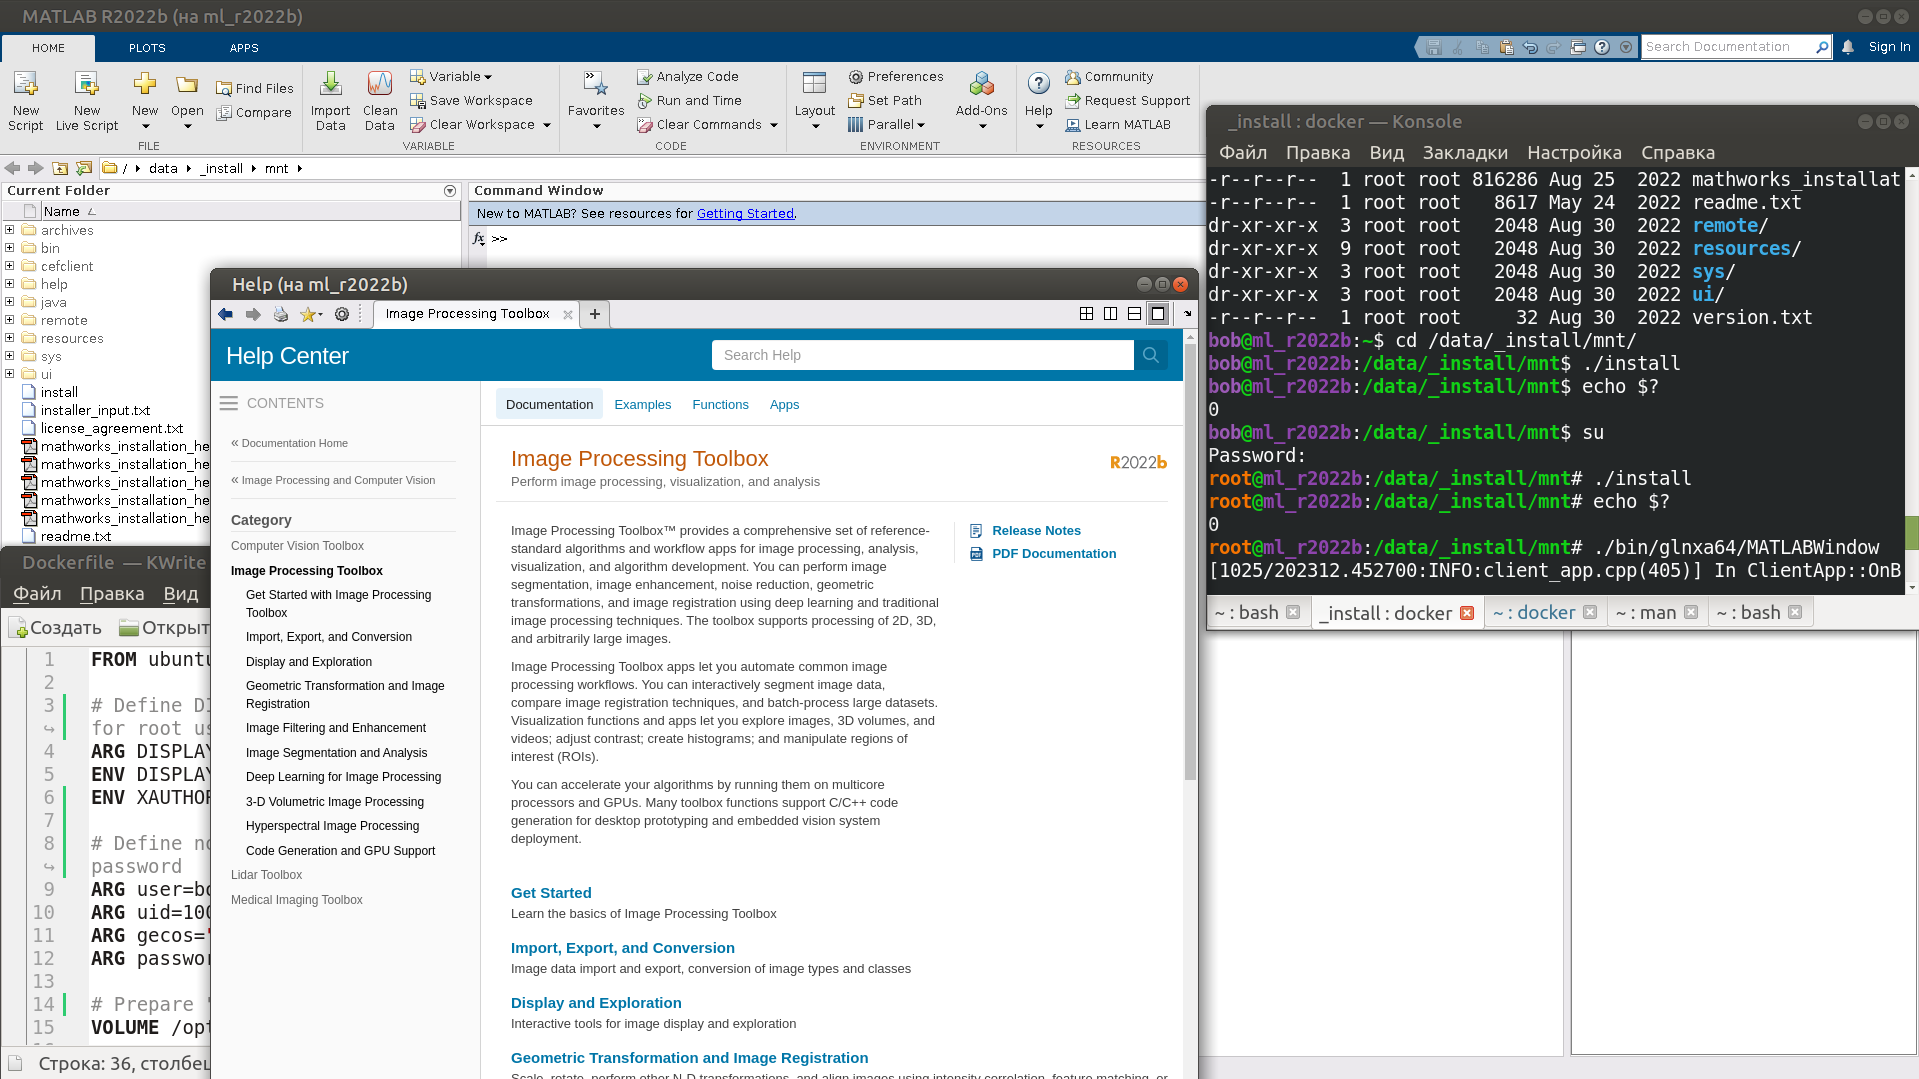 MATLAB R2022b (на ml_r2022b)
HOME PLOTS APPS
Search Documentation Sign In
New Script
New Live Script
New
Open
Find Files
Compare
FILE
Import Data
Clean Data
Variable
Save Workspace
Clear Workspace
VARIABLE
Favorites
Analyze Code
Run and Time
Clear Commands
CODE
Layout
Preferences
Set Path
Parallel
Add-Ons
ENVIRONMENT
Help
Community
Request Support
Learn MATLAB
RESOURCES
/ data _install mnt
Current Folder
Name
archives
bin
cefclient
help
java
remote
resources
sys
ui
install
installer_input.txt
license_agreement.txt
mathworks_installation_he
mathworks_installation_he
mathworks_installation_he
mathworks_installation_he
mathworks_installation_he
readme.txt
Command Window
New to MATLAB? See resources for Getting Started.
fx >>
Help (на ml_r2022b)
Image Processing Toolbox
Help Center
Search Help
CONTENTS
« Documentation Home
« Image Processing and Computer Vision
Category
Computer Vision Toolbox
Image Processing Toolbox
Get Started with Image Processing
Toolbox
Import, Export, and Conversion
Display and Exploration
Geometric Transformation and Image
Registration
Image Filtering and Enhancement
Image Segmentation and Analysis
Deep Learning for Image Processing
3-D Volumetric Image Processing
Hyperspectral Image Processing
Code Generation and GPU Support
Lidar Toolbox
Medical Imaging Toolbox
Documentation Examples Functions Apps
Image Processing Toolbox
R2022b
Perform image processing, visualization, and analysis
Image Processing Toolbox™ provides a comprehensive set of reference-
standard algorithms and workflow apps for image processing, analysis,
visualization, and algorithm development. You can perform image
segmentation, image enhancement, noise reduction, geometric
transformations, and image registration using deep learning and traditional
image processing techniques. The toolbox supports processing of 2D, 3D,
and arbitrarily large images.
Image Processing Toolbox apps let you automate common image
processing workflows. You can interactively segment image data,
compare image registration techniques, and batch-process large datasets.
Visualization functions and apps let you explore images, 3D volumes, and
videos; adjust contrast; create histograms; and manipulate regions of
interest (ROIs).
You can accelerate your algorithms by running them on multicore
processors and GPUs. Many toolbox functions support C/C++ code
generation for desktop prototyping and embedded vision system
deployment.
Release Notes
PDF Documentation
Get Started
Learn the basics of Image Processing Toolbox
Import, Export, and Conversion
Image data import and export, conversion of image types and classes
Display and Exploration
Interactive tools for image display and exploration
Geometric Transformation and Image Registration
Scale, rotate, perform other N-D transformations, and align images using intensity correlation, feature matching, or
_install : docker — Konsole
Файл Правка Вид Закладки Настройка Справка
-r--r--r-- 1 root root 816286 Aug 25 2022 mathworks_installat
-r--r--r-- 1 root root 8617 May 24 2022 readme.txt
dr-xr-xr-x 3 root root 2048 Aug 30 2022 remote/
dr-xr-xr-x 9 root root 2048 Aug 30 2022 resources/
dr-xr-xr-x 3 root root 2048 Aug 30 2022 sys/
dr-xr-xr-x 3 root root 2048 Aug 30 2022 ui/
-r--r--r-- 1 root root 32 Aug 30 2022 version.txt
bob@ml_r2022b:~$ cd /data/_install/mnt/
bob@ml_r2022b:/data/_install/mnt$ ./install
bob@ml_r2022b:/data/_install/mnt$ echo $?
0
bob@ml_r2022b:/data/_install/mnt$ su
Password:
root@ml_r2022b:/data/_install/mnt# ./install
root@ml_r2022b:/data/_install/mnt# echo $?
0
root@ml_r2022b:/data/_install/mnt# ./bin/glnxa64/MATLABWindow
[1025/202312.452700:INFO:client_app.cpp(405)] In ClientApp::OnB
~ : bash _install : docker ~ : docker ~ : man ~ : bash
Dockerfile — KWrite
Файл Правка Вид
Создать Открыт
1 FROM ubuntu
2
3 # Define DI
for root us
4 ARG DISPLAY
5 ENV DISPLAY
6 ENV XAUTHOR
7
8 # Define no
password
9 ARG user=bo
10 ARG uid=100
11 ARG gecos="
12 ARG passwor
13
14 # Prepare '
15 VOLUME /opt
Строка: 36, столбец